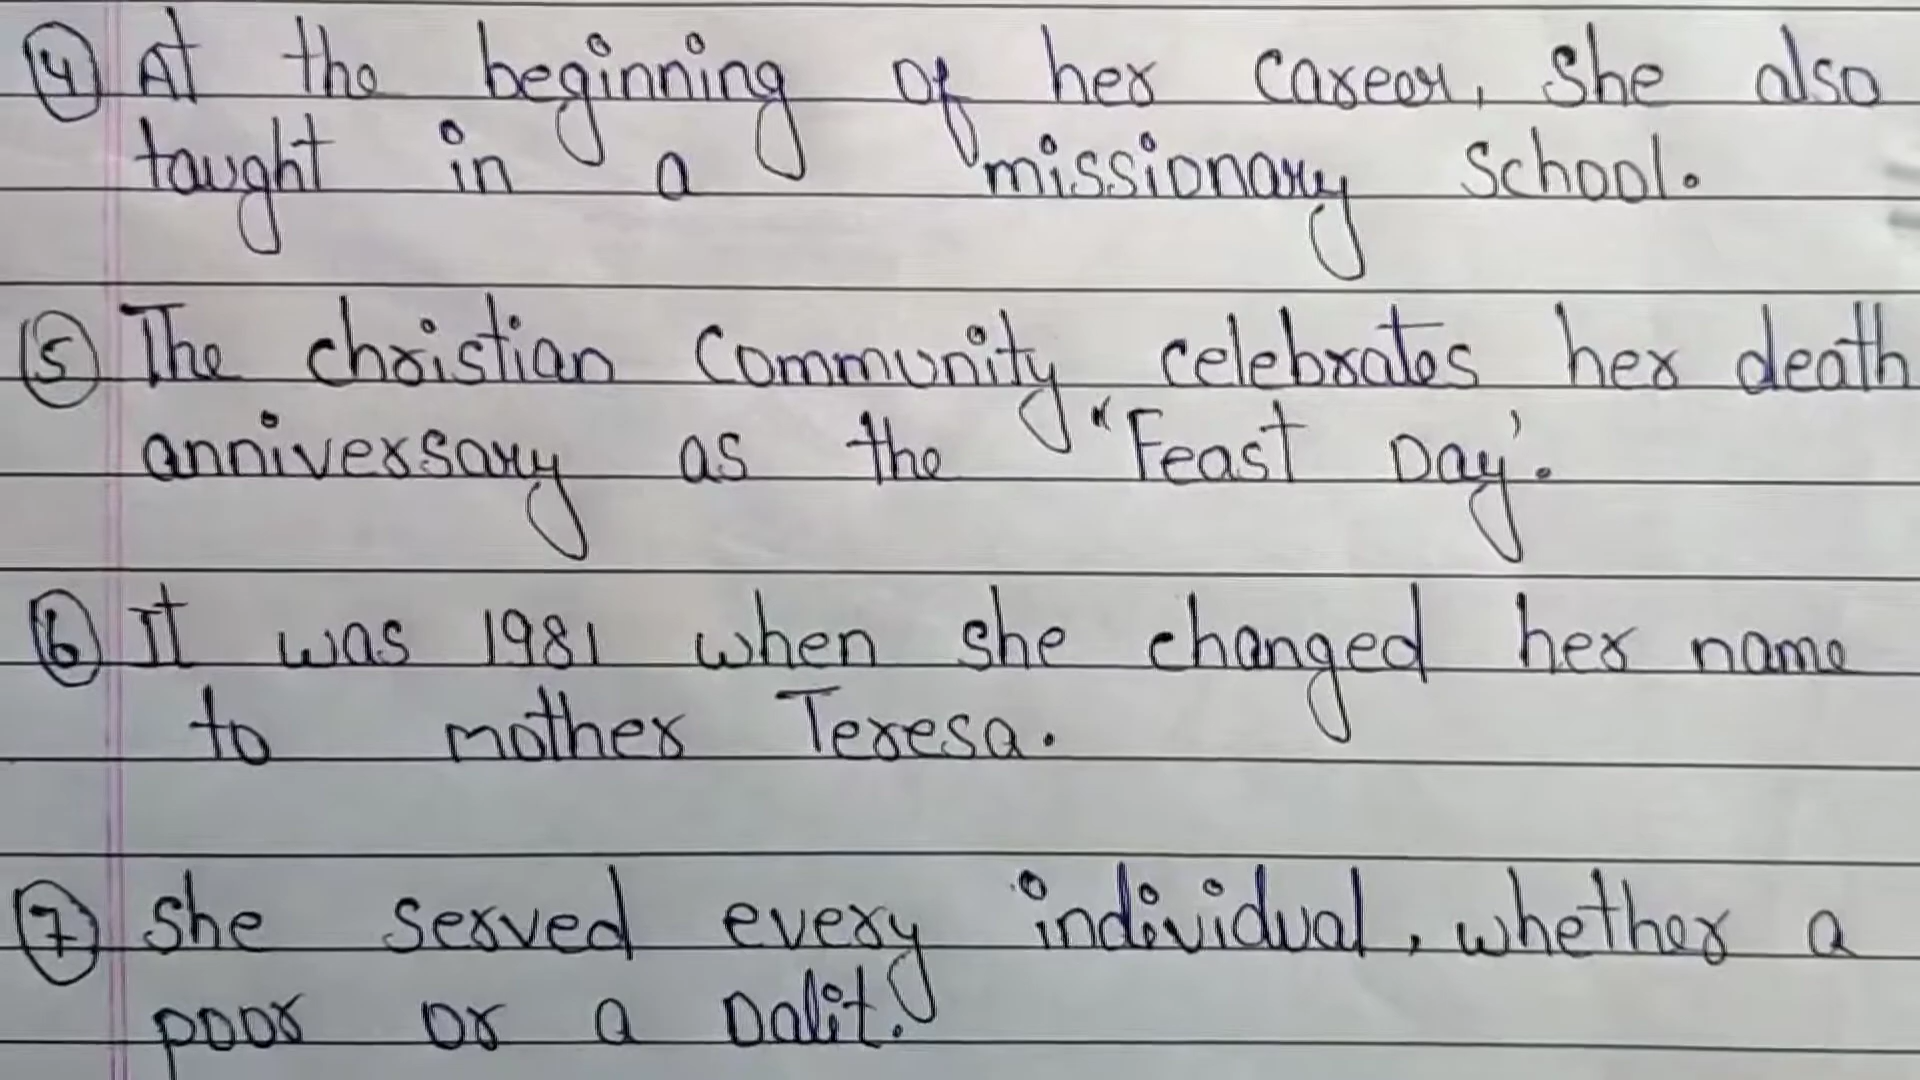 ④ At the beginning of her career, She also
taught in a missionary School.
⑤ The christian Community celebrates her death
anniversary as the "Feast Day'.
⑥ It was 1981 when she changed her name
to mother Teresa.
⑦ She served every individual, whether a
poor or a Dalit.